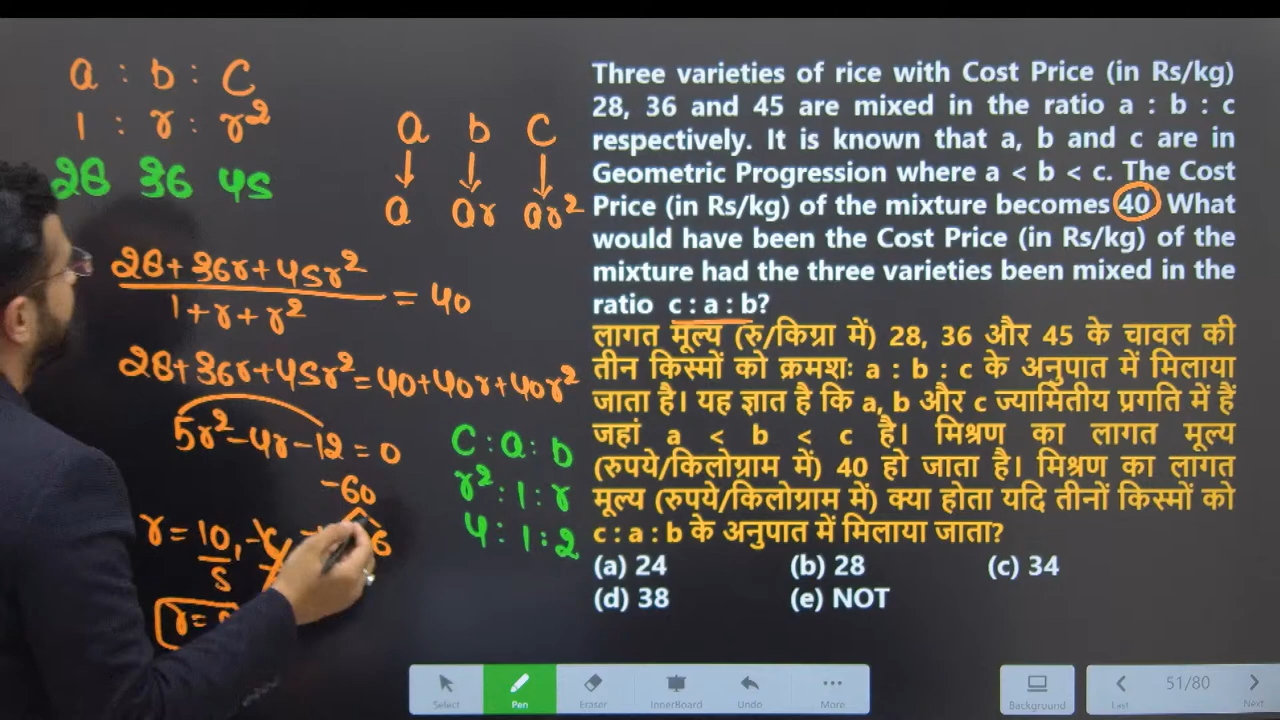 a : b : c
1 : r : r²
28 36 45
a b c
↓ ↓ ↓
a ar ar²
28+36r+45r²
1+r+r²
= 40
28+36r+45r²=40+40r+40r²
5r²-4r-12=0
-60
r = 10
5
r=
C : a : b
r² : 1 : r
4 : 1 : 2
Three varieties of rice with Cost Price (in Rs/kg)
28, 36 and 45 are mixed in the ratio a : b : c
respectively. It is known that a, b and c are in
Geometric Progression where a < b < c. The Cost
Price (in Rs/kg) of the mixture becomes 40 What
would have been the Cost Price (in Rs/kg) of the
mixture had the three varieties been mixed in the
ratio c : a : b?
लागत मूल्य (रु/किग्रा में) 28, 36 और 45 के चावल की
तीन किस्मों को क्रमशः a : b : c के अनुपात में मिलाया
जाता है। यह ज्ञात है कि a, b और c ज्यामितीय प्रगति में हैं
जहां a < b < c है। मिश्रण का लागत मूल्य
(रुपये/किलोग्राम में) 40 हो जाता है। मिश्रण का लागत
मूल्य (रुपये/किलोग्राम में) क्या होता यदि तीनों किस्मों को
c : a : b के अनुपात में मिलाया जाता?
(a) 24 (b) 28 (c) 34
(d) 38 (e) NOT
Select Pen Eraser InnerBoard Undo More Background Last 51/80 Next